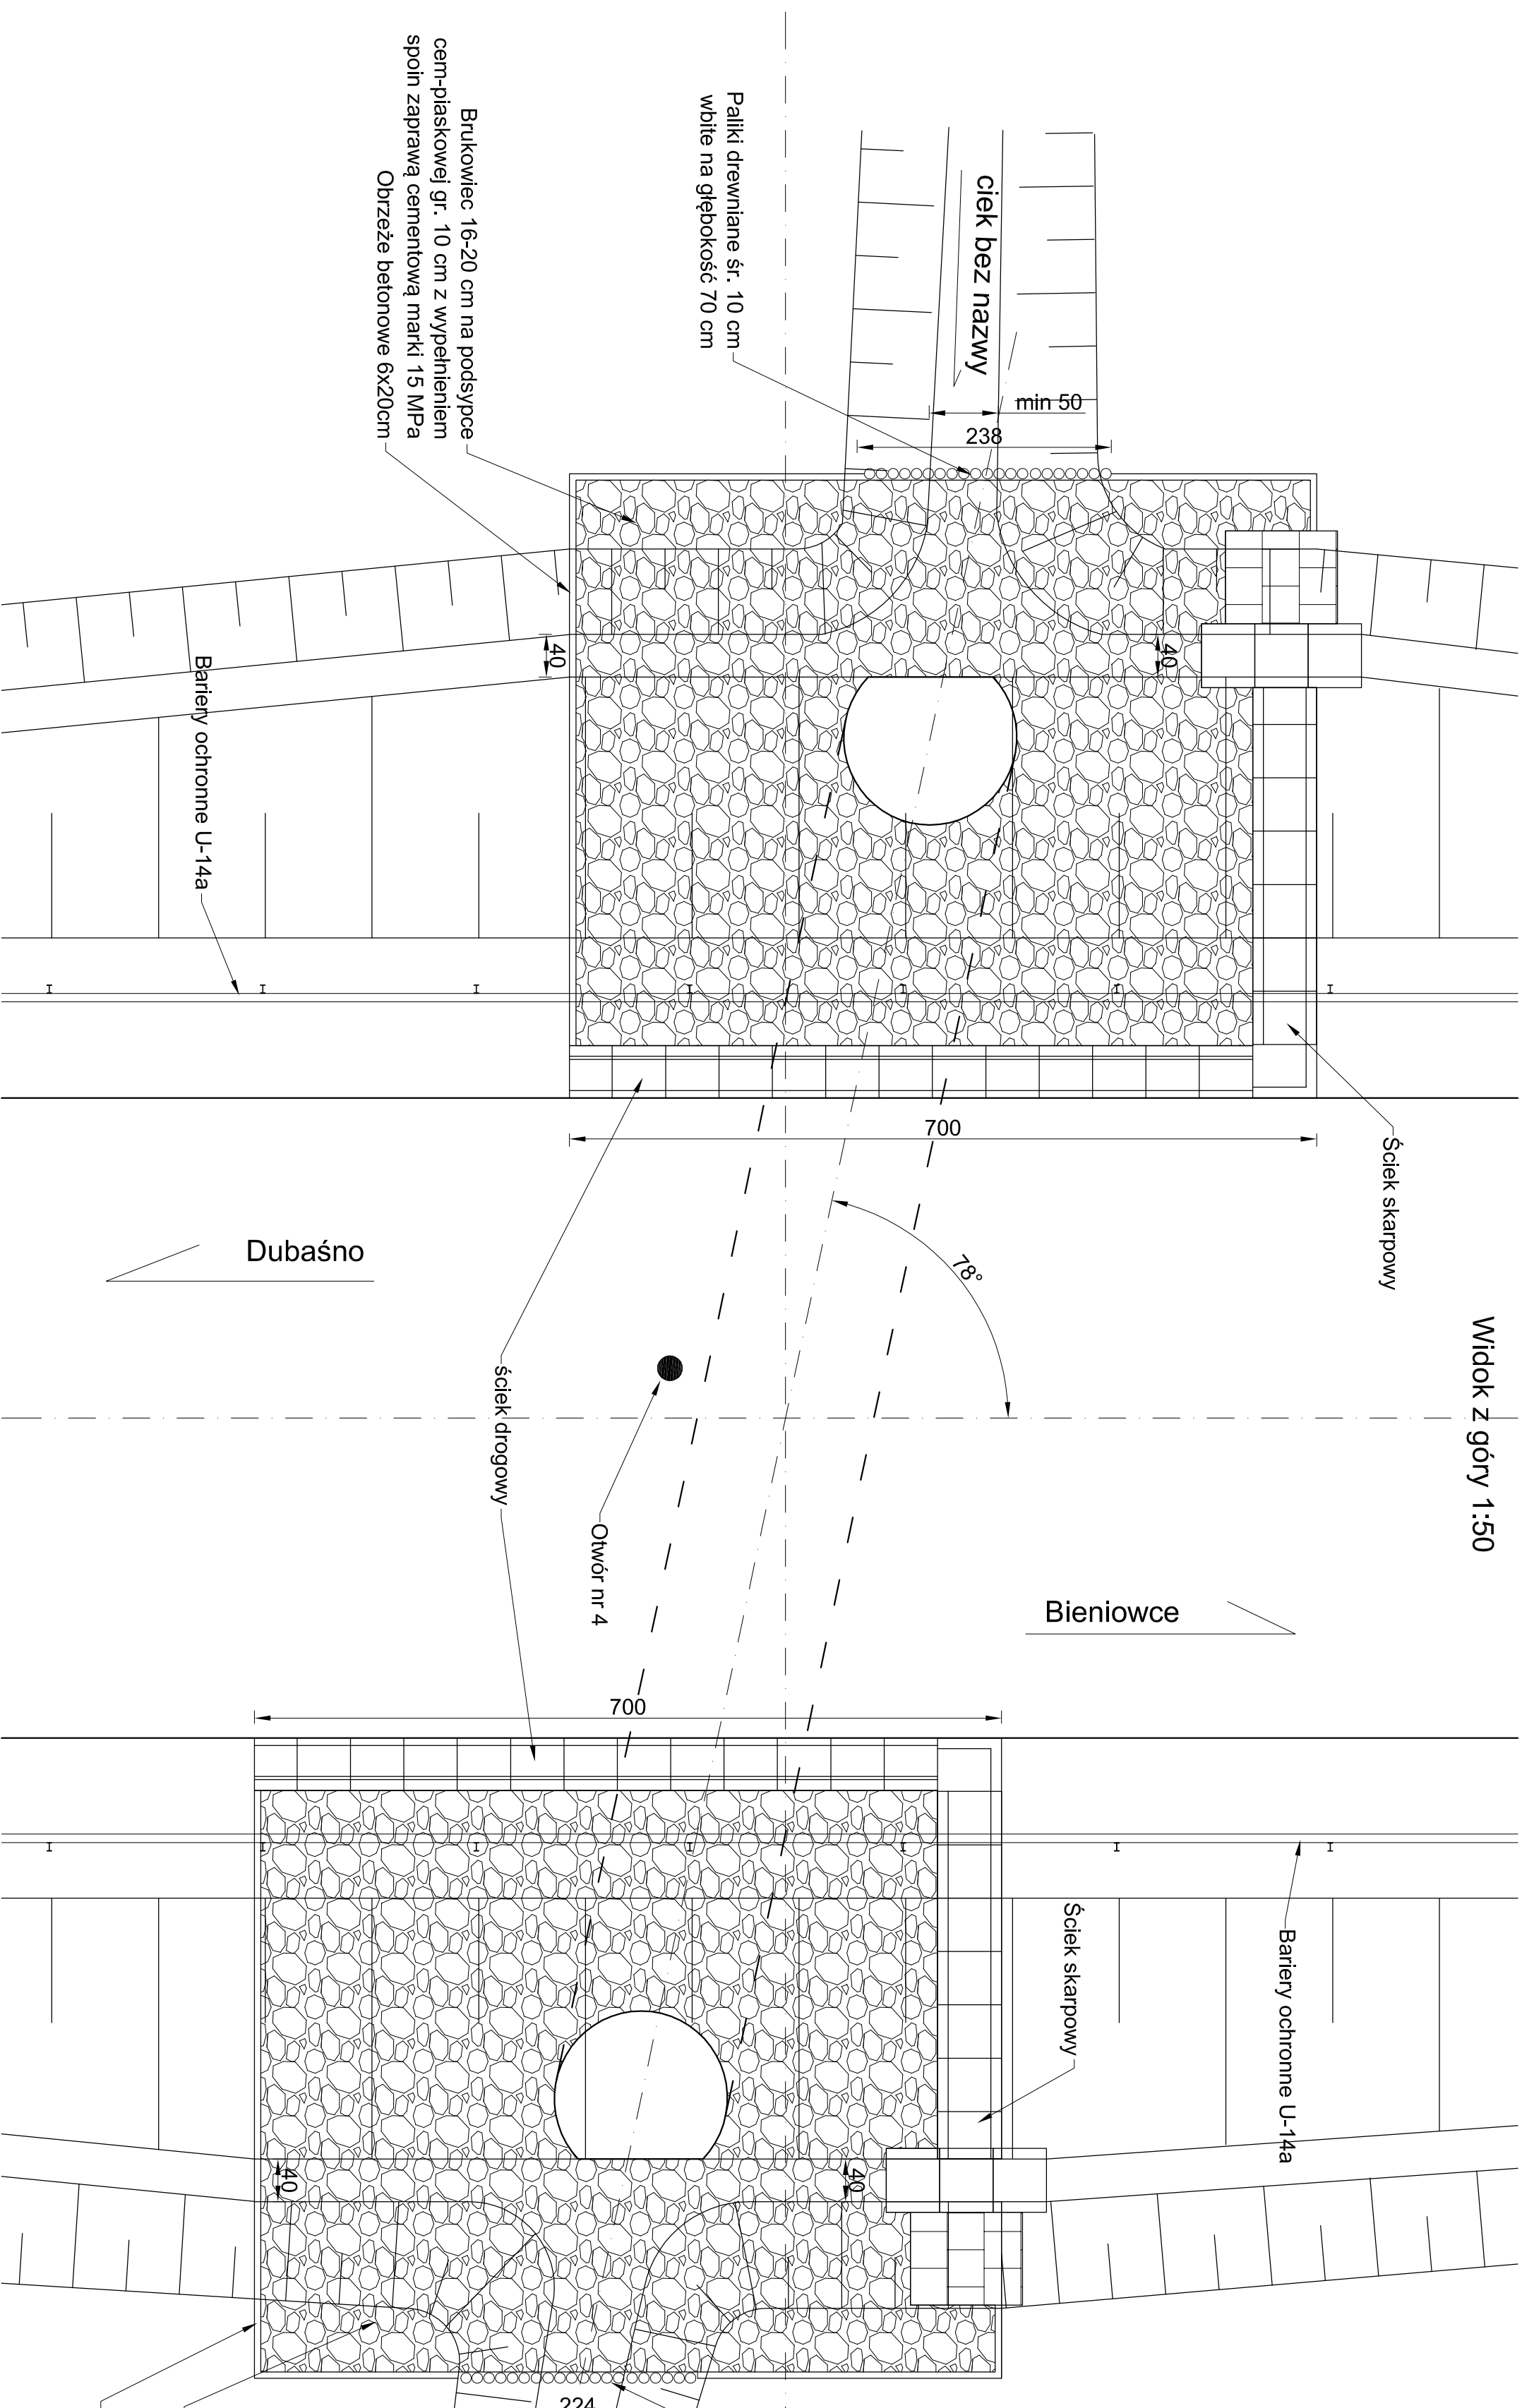 Widok z góry 1:50
Paliki drewniane śr. 10 cm
wbite na głębokość 70 cm
ciek bez nazwy
Brukowiec 16-20 cm na podsypce
cem-piaskowej gr. 10 cm z wypełnieniem
spoin zaprawą cementową marki 15 MPa
Obrzeże betonowe 6x20cm
min 50
238
40
40
Bariery ochronne U-14a
700
Ściek skarpowy
78°
Dubaśno
ściek drogowy
Otwór nr 4
Bieniowce
700
Ściek skarpowy
Bariery ochronne U-14a
40
40
224